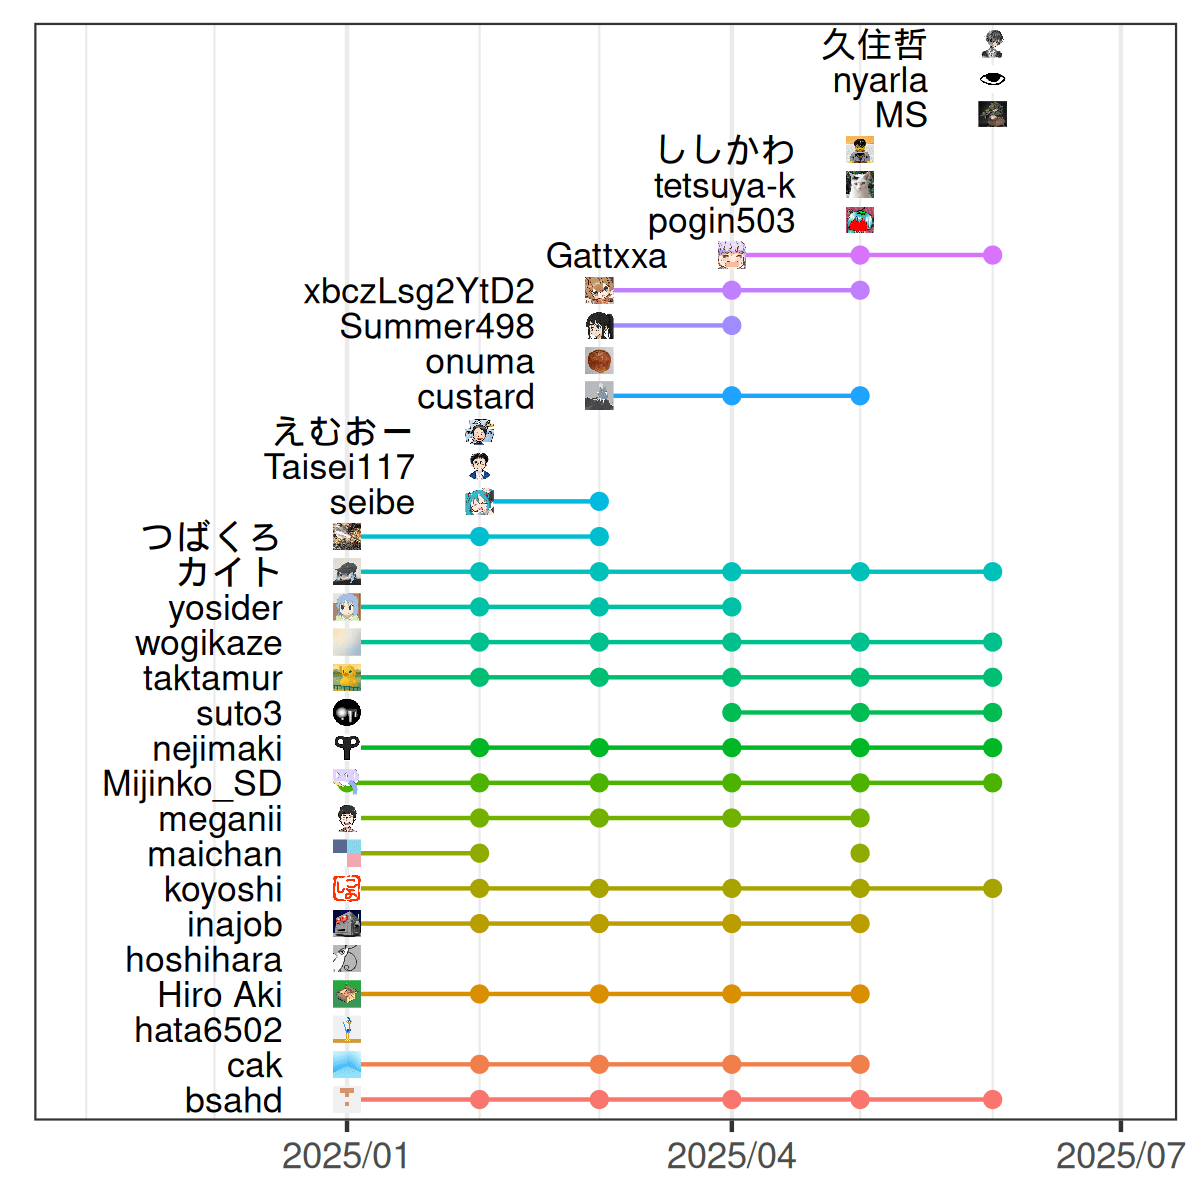 久住哲
nyarla
MS
ししかわ
tetsuya-k
pogin503
Gattxxa
xbczLsg2YtD2
Summer498
onuma
custard
えむおー
Taisei117
seibe
つばくろ
カイト
yosider
wogikaze
taktamur
suto3
nejimaki
Mijinko_SD
meganii
maichan
koyoshi
inajob
hoshihara
Hiro Aki
hata6502
cak
bsahd
2025/01 2025/04 2025/07